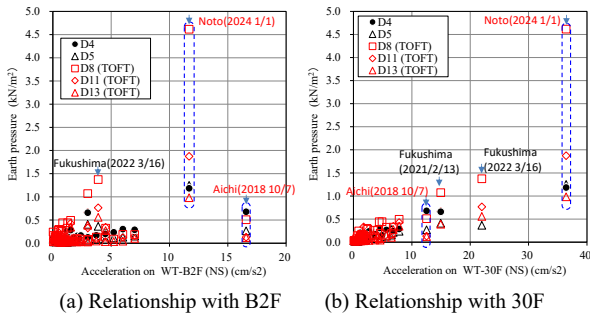 Noto(2024 1/1)
5.0
4.5
4.0
3.5
3.0
2.5
2.0
1.5
1.0
0.5
0.0
Earth pressure (kN/m²)
D4
D5
D8 (TOFT)
D11 (TOFT)
D13 (TOFT)
Fukushima(2022 3/16)
Aichi(2018 10/7)
0 5 10 15 20
Acceleration on WT-B2F (NS) (cm/s2)
(a) Relationship with B2F
Noto(2024 1/1)
5.0
4.5
4.0
3.5
3.0
2.5
2.0
1.5
1.0
0.5
0.0
Earth pressure (kN/m²)
D4
D5
D8 (TOFT)
D11 (TOFT)
D13 (TOFT)
Fukushima
(2021/2/13)
Fukushima
(2022 3/16)
Aichi(2018 10/7)
0 10 20 30 40
Acceleration on WT-30F (NS) (cm/s2)
(b) Relationship with 30F